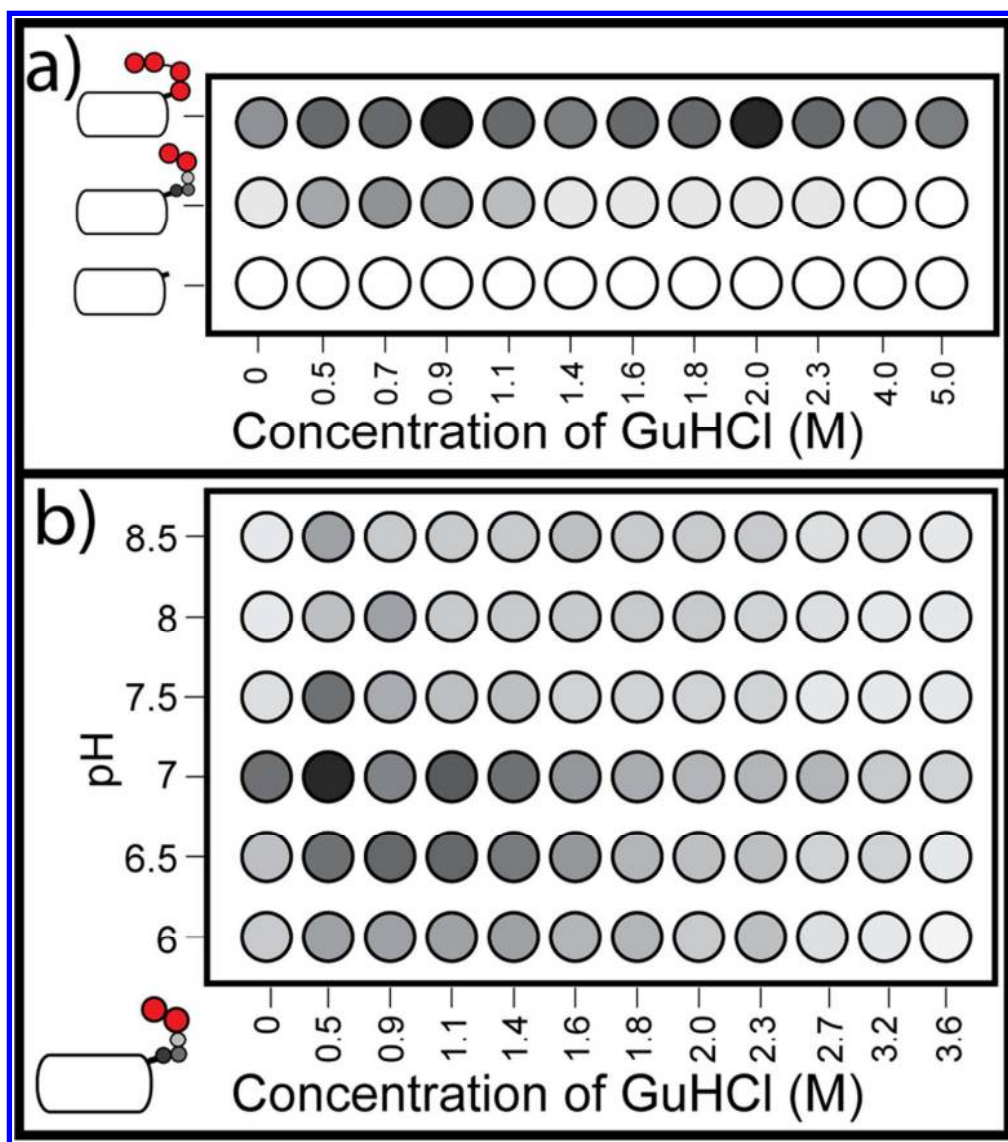 a)
0 0.5 0.7 0.9 1.1 1.4 1.6 1.8 2.0 2.3 4.0 5.0
Concentration of GuHCl (M)
b)
pH
8.5
8
7.5
7
6.5
6
0 0.5 0.9 1.1 1.4 1.6 1.8 2.0 2.3 2.7 3.2 3.6
Concentration of GuHCl (M)